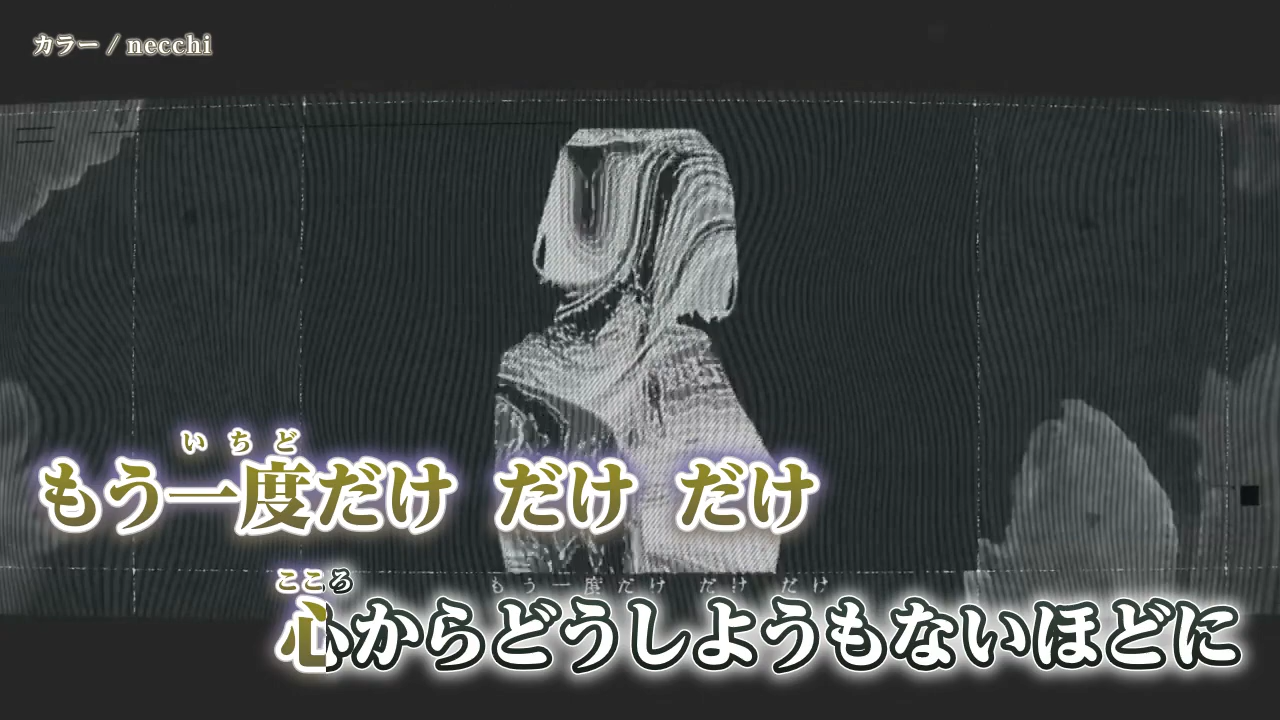 カラー / necchi
いちど
もう一度だけ だけ だけ
もう一度だけ だけ だけ
こころ
心からどうしようもないほどに